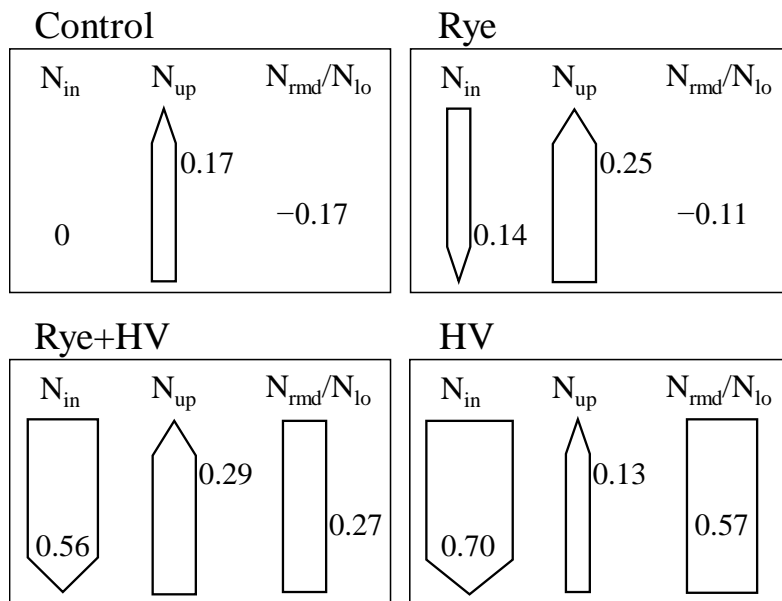 Control
N_in N_up N_rmd/N_lo
0.17
0
−0.17
Rye
N_in N_up N_rmd/N_lo
0.25
0.14
−0.11
Rye+HV
N_in N_up N_rmd/N_lo
0.29
0.56
0.27
HV
N_in N_up N_rmd/N_lo
0.13
0.70
0.57